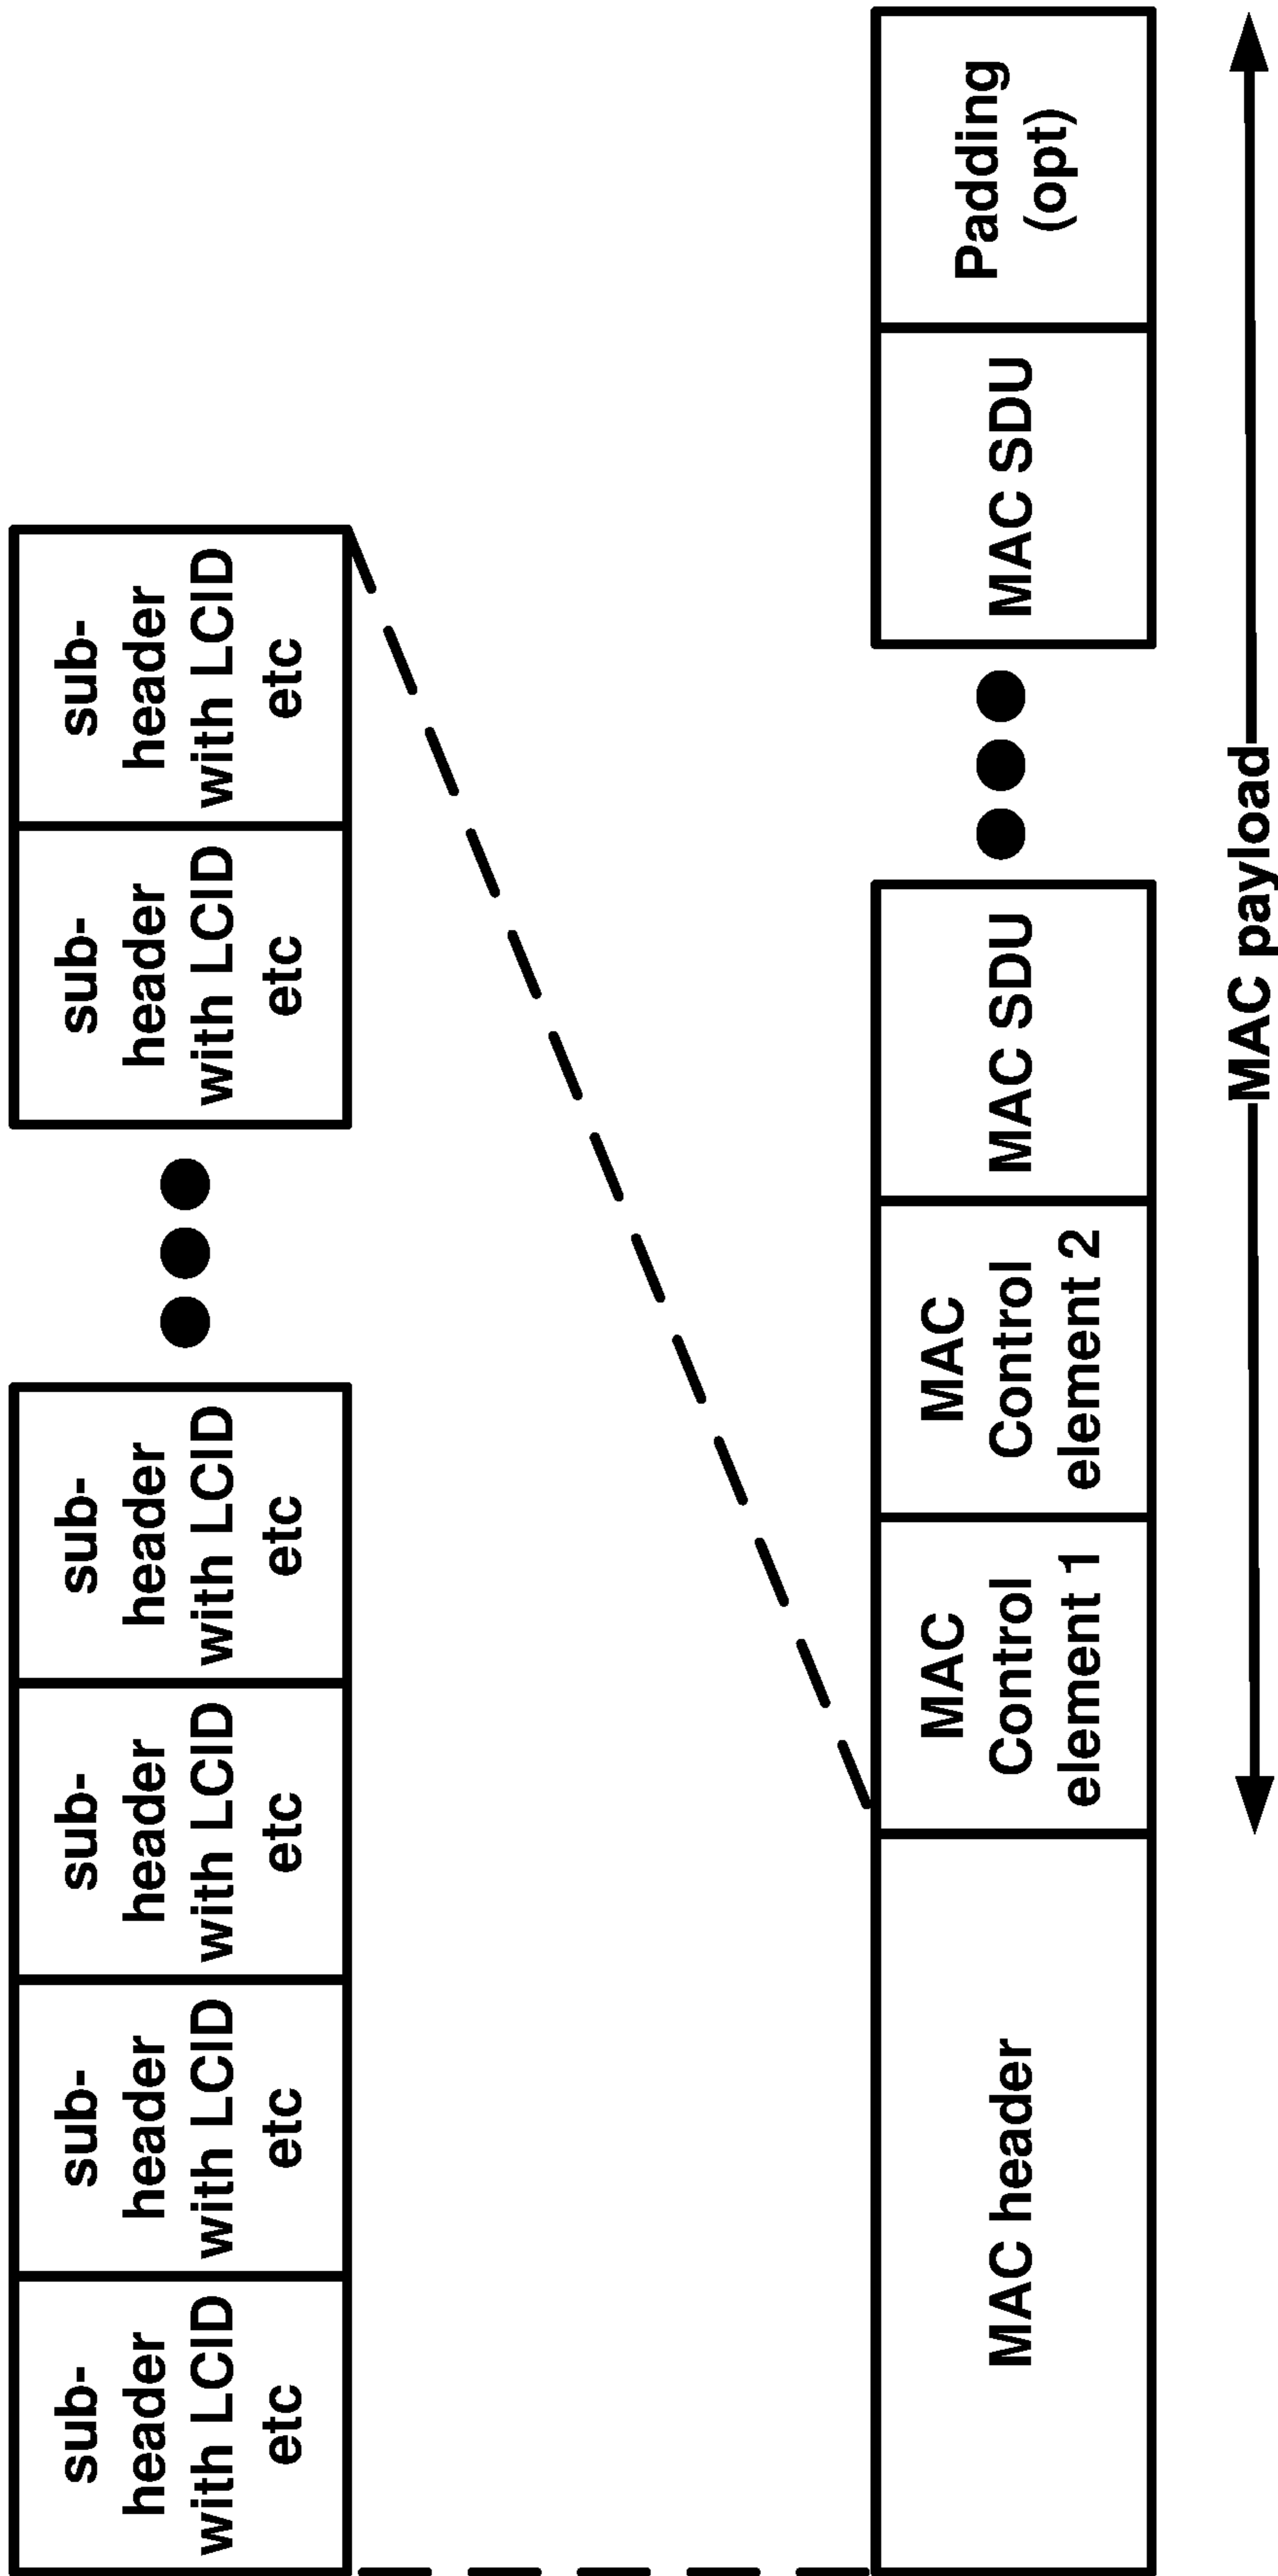 sub-
header
with LCID
etc
sub-
header
with LCID
etc
sub-
header
with LCID
etc
sub-
header
with LCID
etc
sub-
header
with LCID
etc
sub-
header
with LCID
etc
MAC header
MAC
Control
element 1
MAC
Control
element 2
MAC SDU
MAC SDU
Padding
(opt)
MAC payload